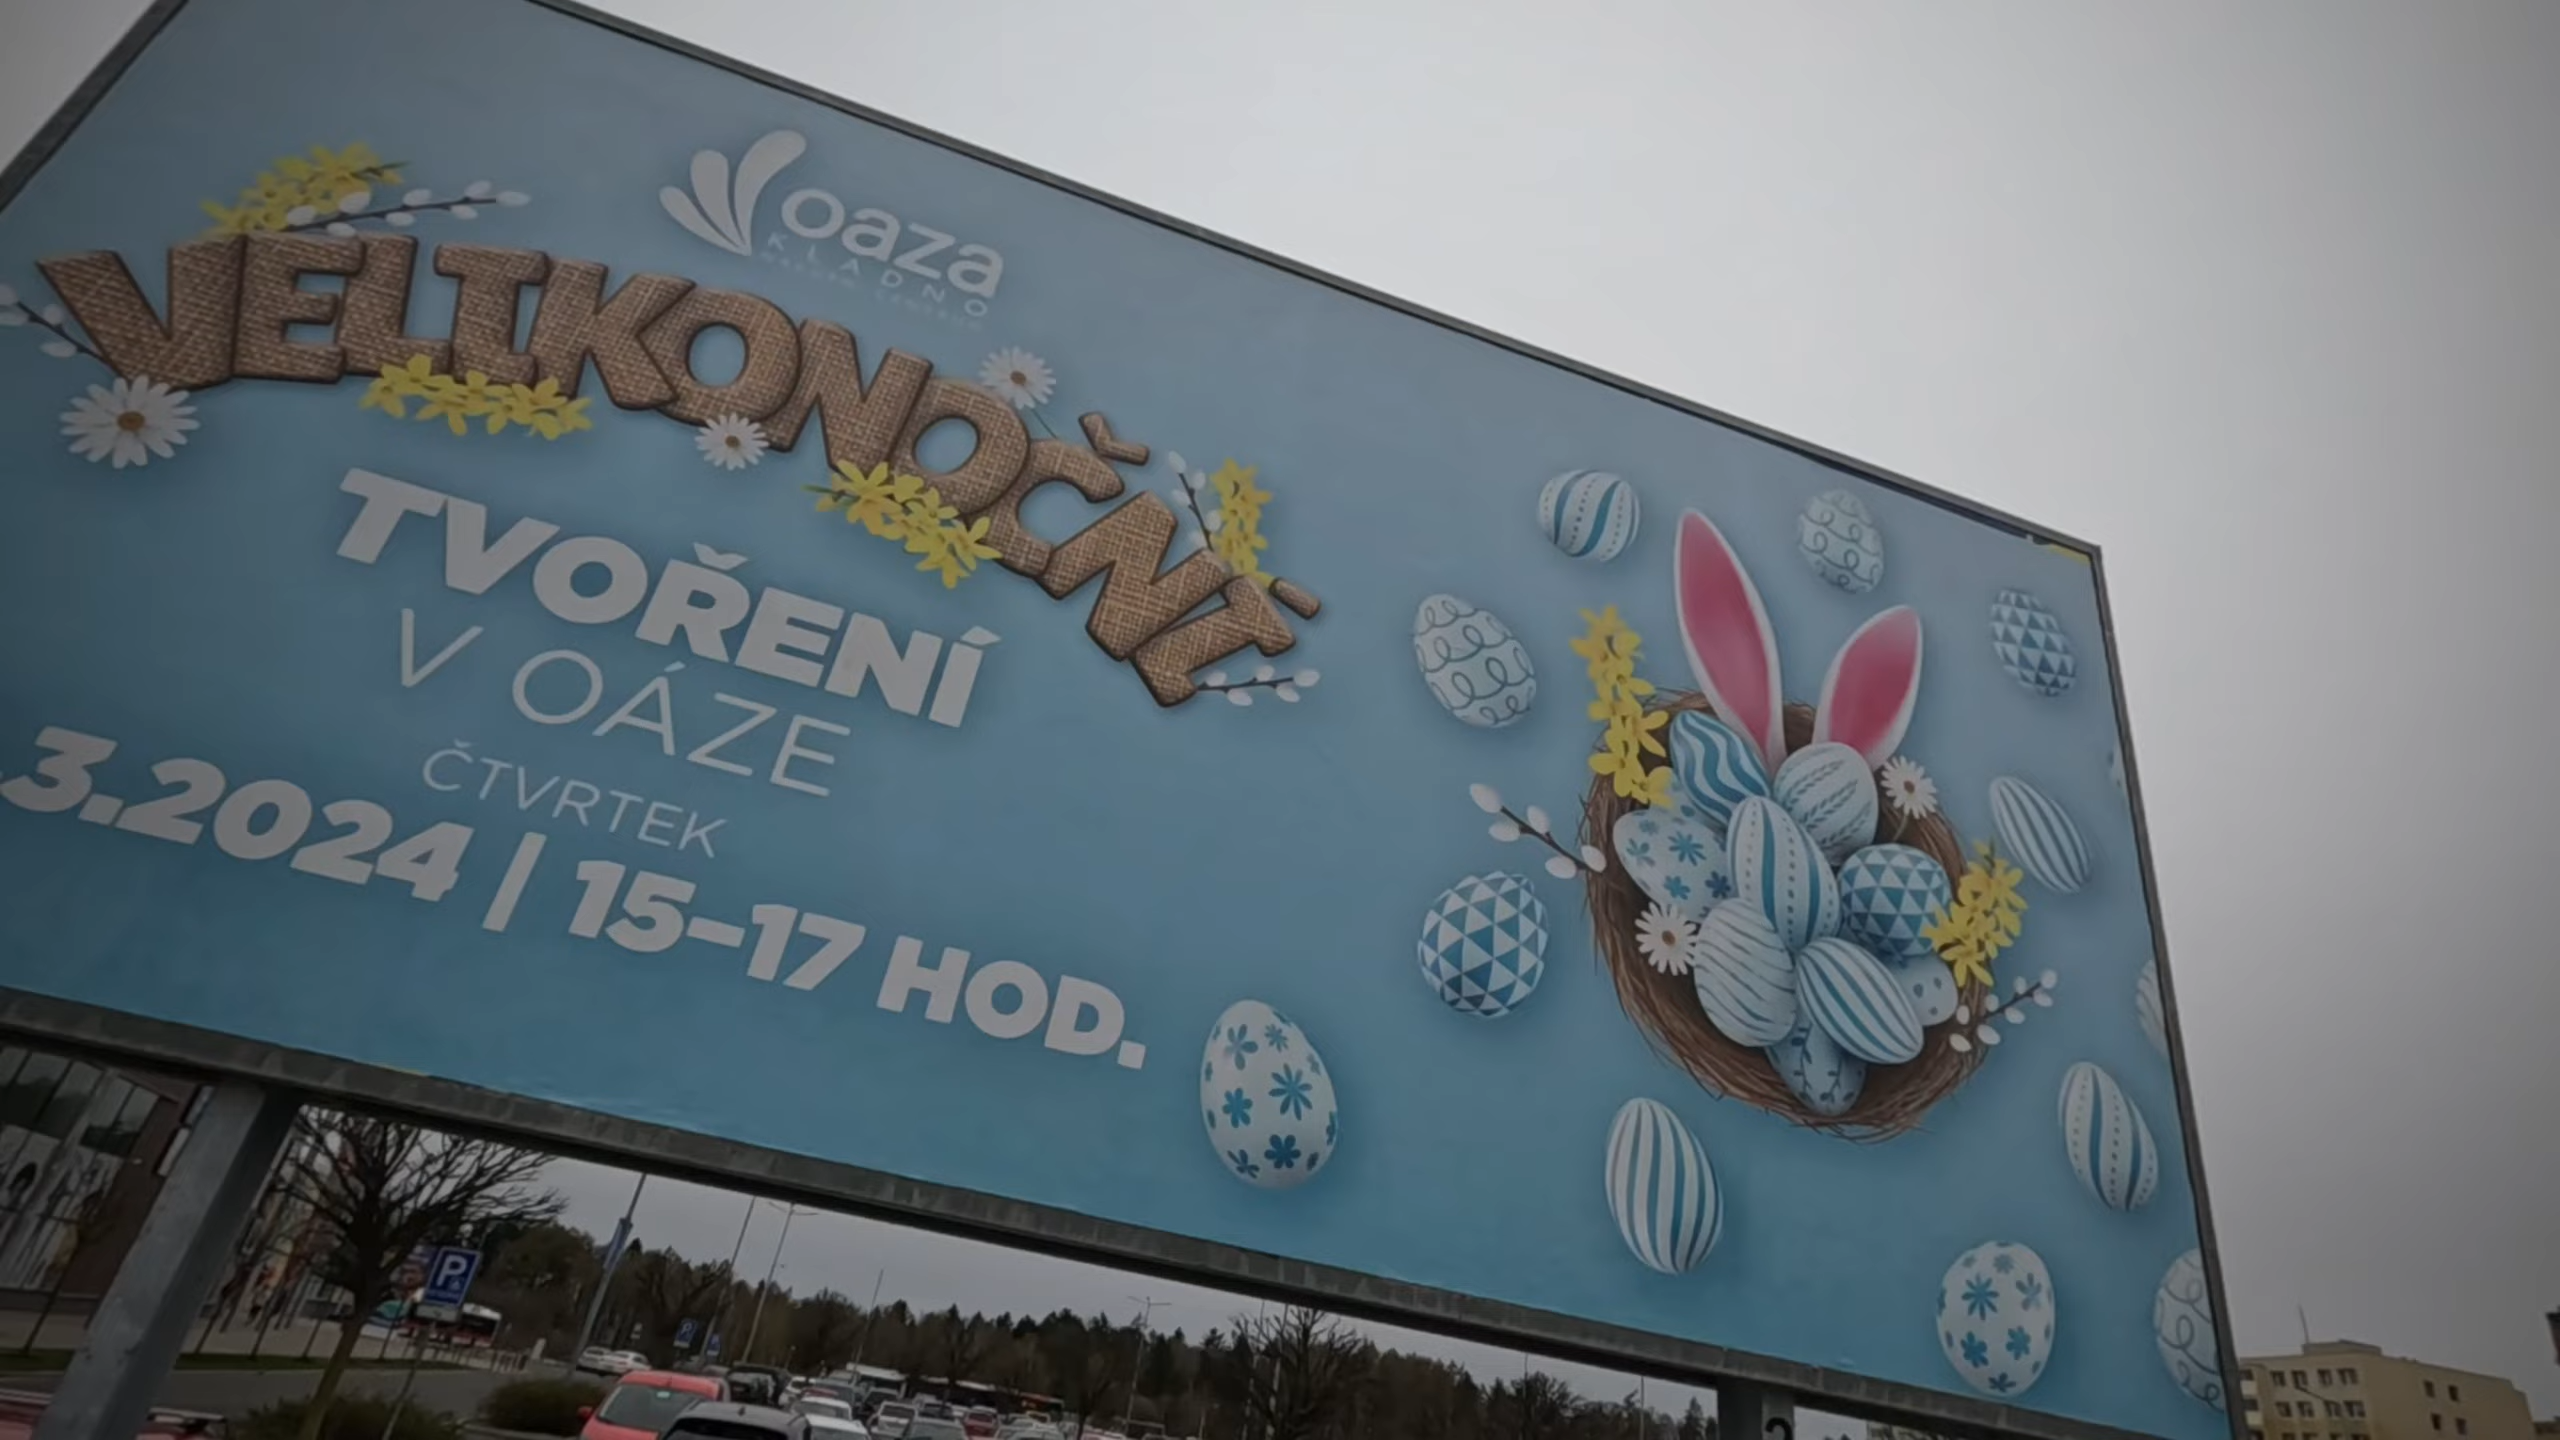 oaza
KLADNO
VELIKONOČNÍ
TVOŘENÍ
V OÁZE
ČTVRTEK
3.2024 | 15–17 HOD.
P